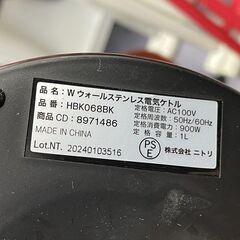 品名：Wウォールステンレス電気ケトル
品番：HBK068BK
商品CD：8971486
MADE IN CHINA
Lot.NT. 20240103516
定格電圧：AC100V
定格周波数：50Hz/60Hz
定格消費電力：900W
定格容量：1L
PSE
株式会社 ニトリ